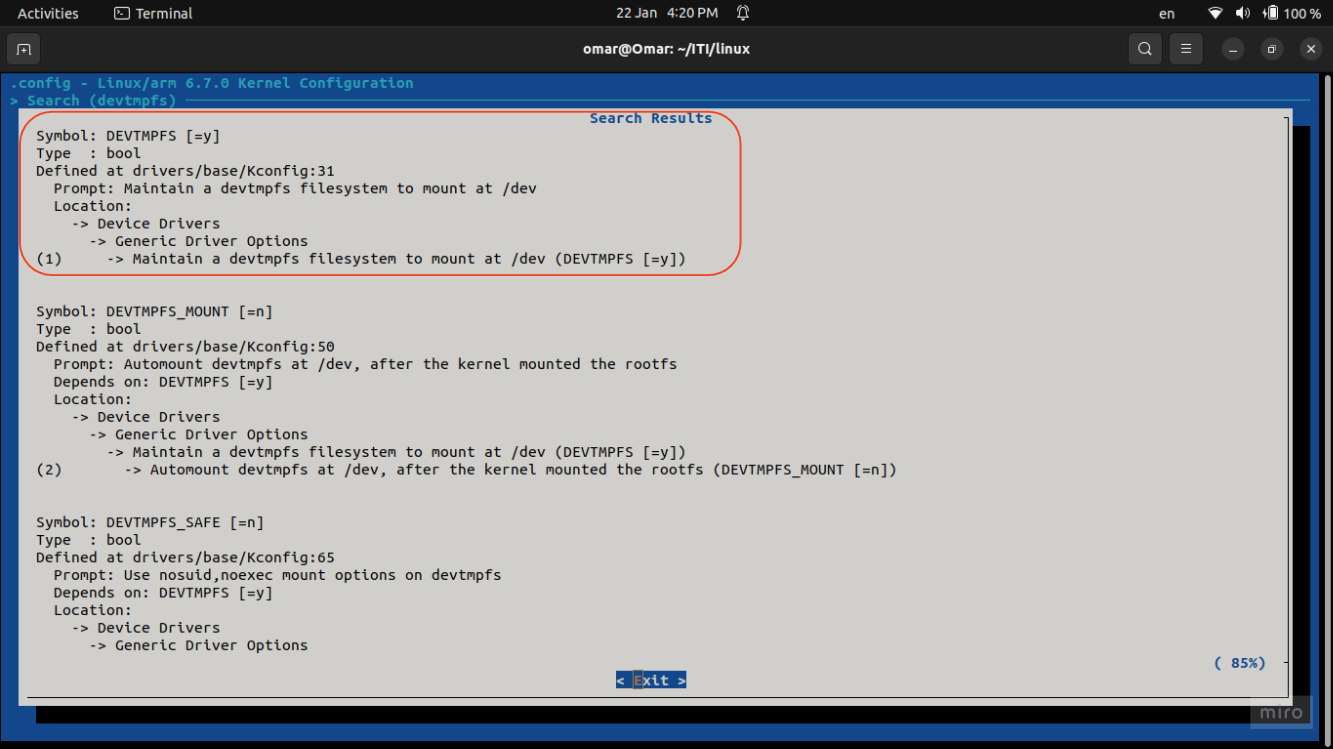 Activities Terminal 22 Jan 4:20 PM en 100 %
omar@Omar: ~/ITI/linux
.config - Linux/arm 6.7.0 Kernel Configuration
> Search (devtmpfs)
Search Results
Symbol: DEVTMPFS [=y]
Type  : bool
Defined at drivers/base/Kconfig:31
  Prompt: Maintain a devtmpfs filesystem to mount at /dev
  Location:
    -> Device Drivers
      -> Generic Driver Options
(1)     -> Maintain a devtmpfs filesystem to mount at /dev (DEVTMPFS [=y])
Symbol: DEVTMPFS_MOUNT [=n]
Type  : bool
Defined at drivers/base/Kconfig:50
  Prompt: Automount devtmpfs at /dev, after the kernel mounted the rootfs
  Depends on: DEVTMPFS [=y]
  Location:
    -> Device Drivers
      -> Generic Driver Options
        -> Maintain a devtmpfs filesystem to mount at /dev (DEVTMPFS [=y])
(2)       -> Automount devtmpfs at /dev, after the kernel mounted the rootfs (DEVTMPFS_MOUNT [=n])
Symbol: DEVTMPFS_SAFE [=n]
Type  : bool
Defined at drivers/base/Kconfig:65
  Prompt: Use nosuid,noexec mount options on devtmpfs
  Depends on: DEVTMPFS [=y]
  Location:
    -> Device Drivers
      -> Generic Driver Options
( 85%)
< Exit >
miro